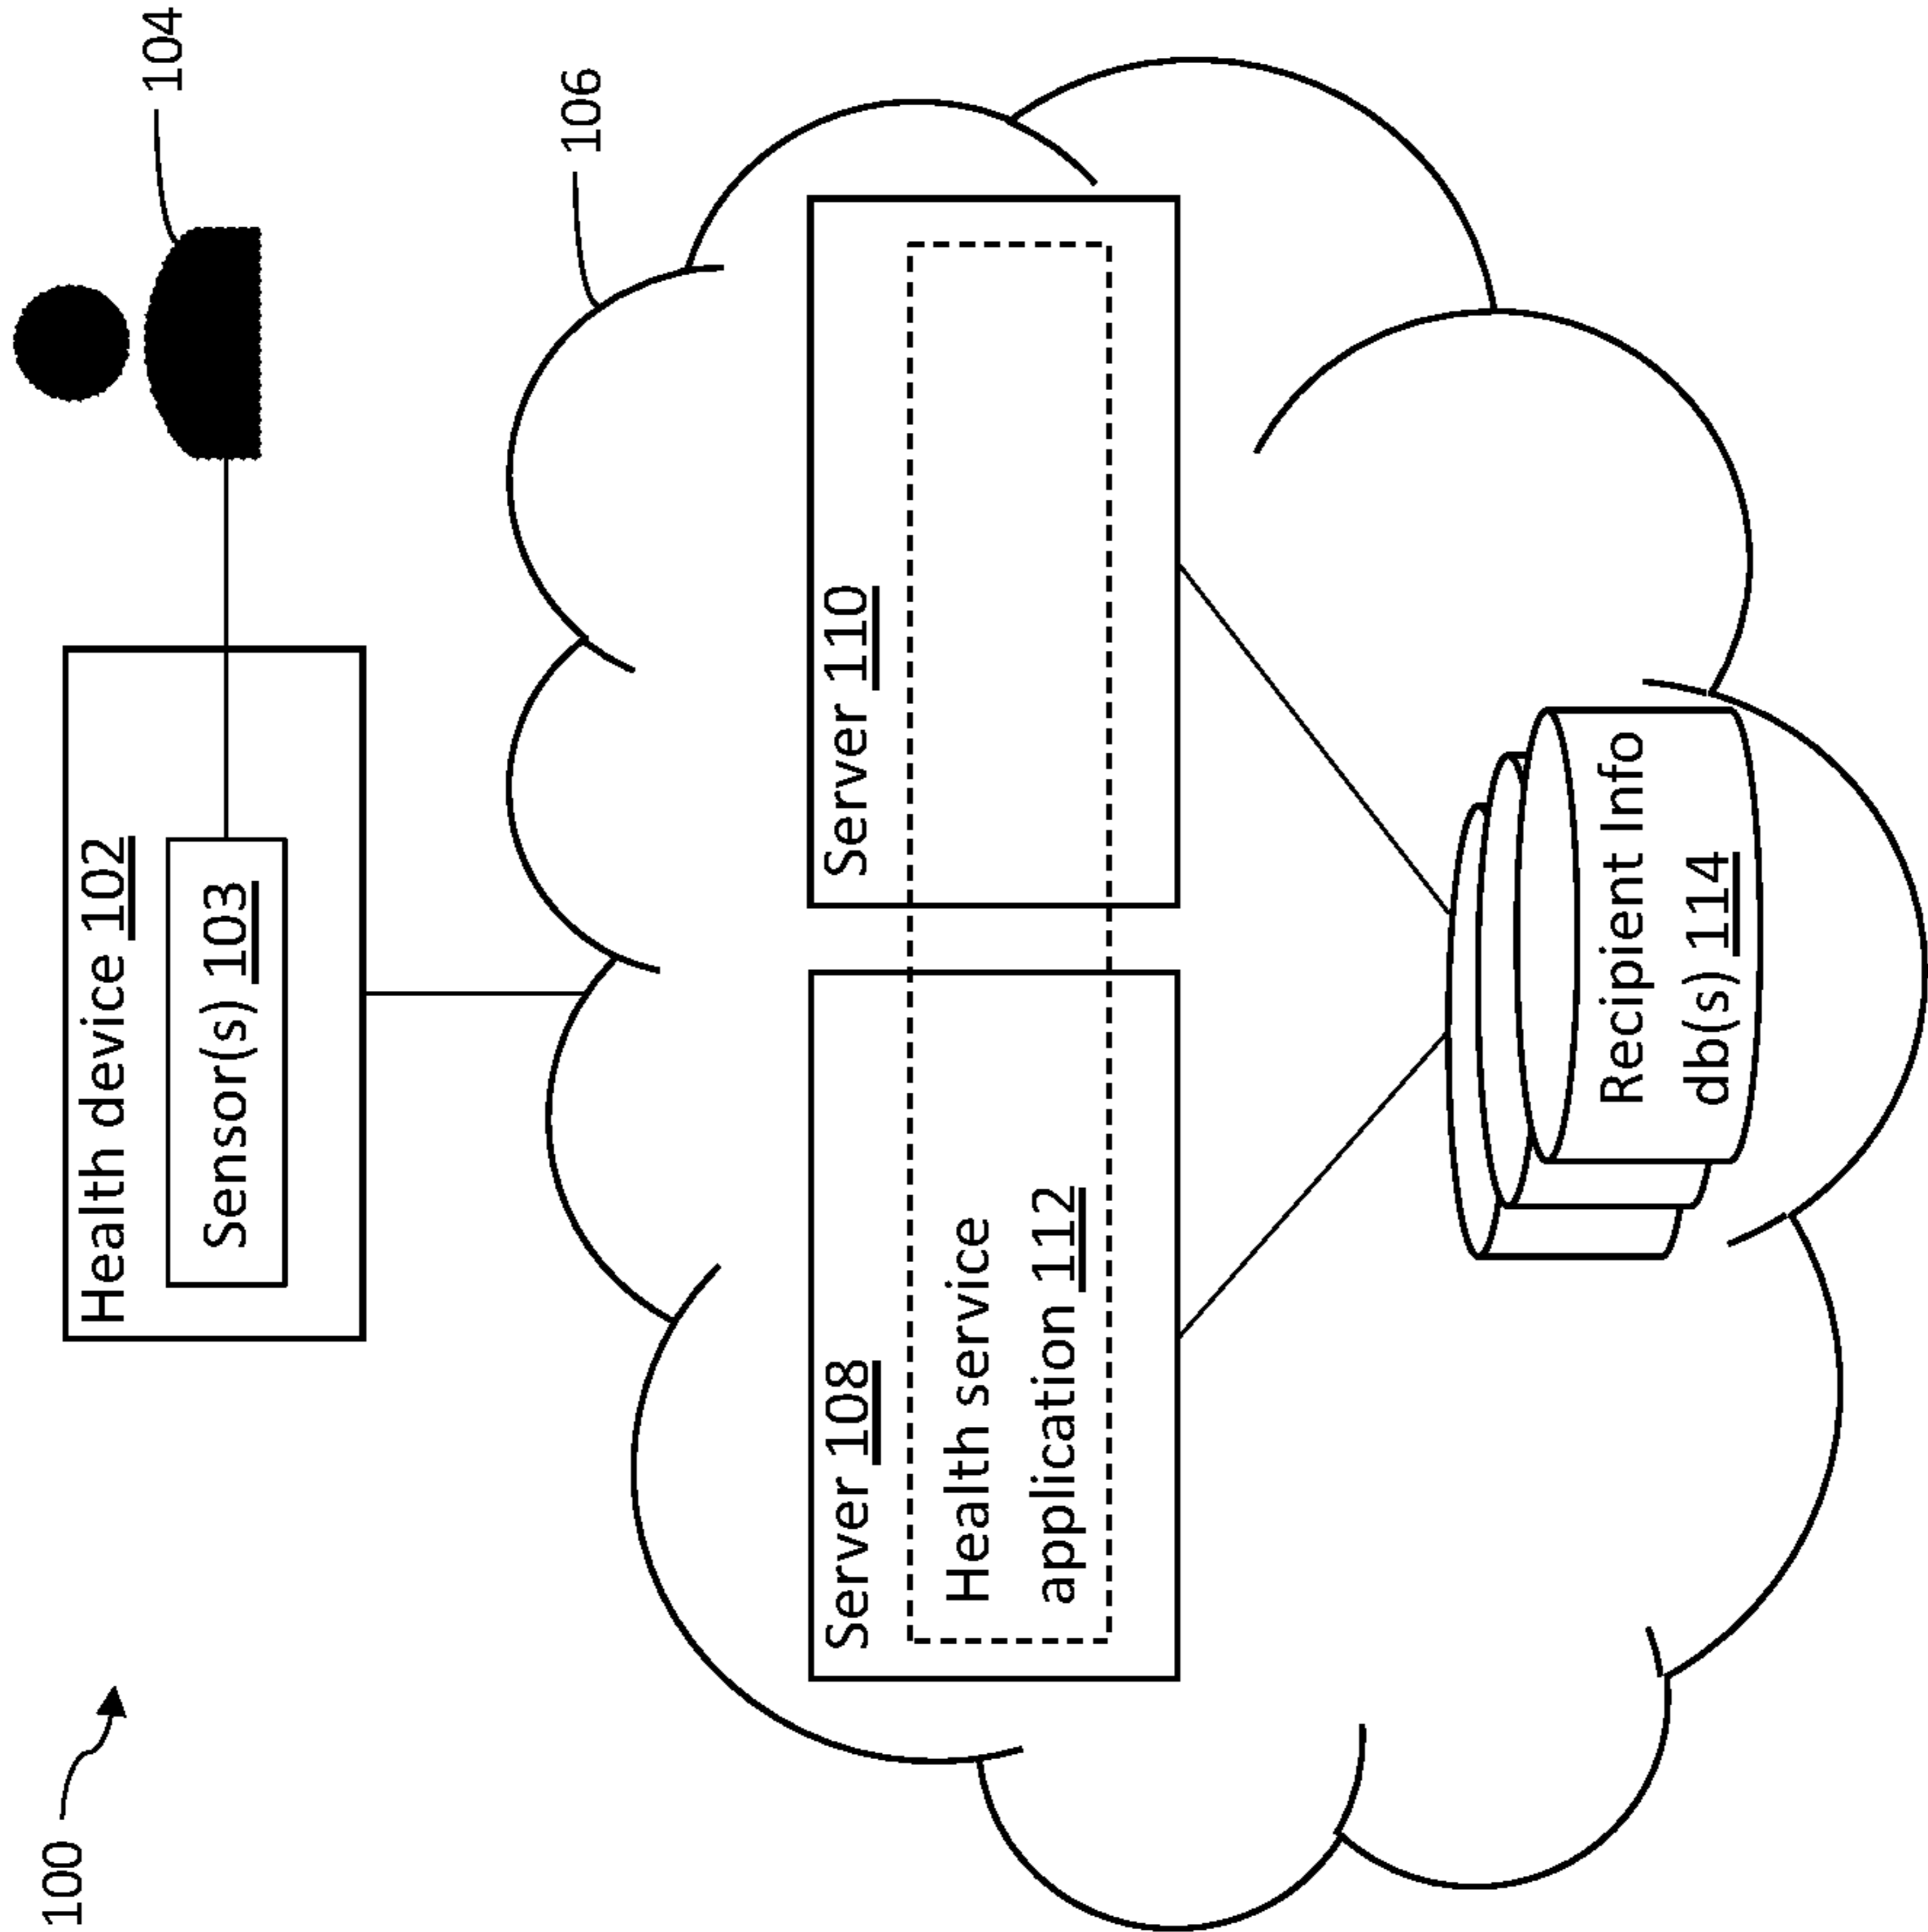 100
Health device 102
Sensor(s) 103
104
106
Server 108
Health service
application 112
Server 110
Recipient Info
db(s) 114